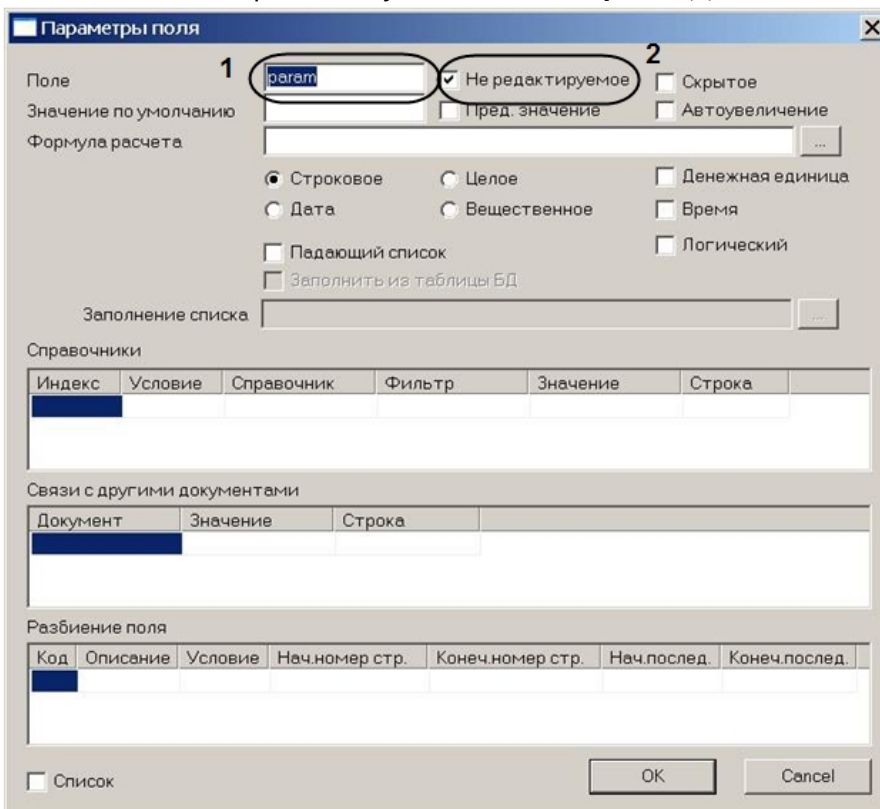 Параметры поля
1
2
Поле param Не редактируемое Скрытое
Значение по умолчанию Пред. значение Автоувеличение
Формула расчета ...
Строковое Целое Денежная единица
Дата Вещественное Время
Падающий список Логический
Заполнить из таблицы БД
Заполнение списка ...
Справочники
Индекс Условие Справочник Фильтр Значение Строка
Связи с другими документами
Документ Значение Строка
Разбиение поля
Код Описание Условие Нач.номер стр. Конеч.номер стр. Нач.послед. Конеч.послед.
Список OK Cancel